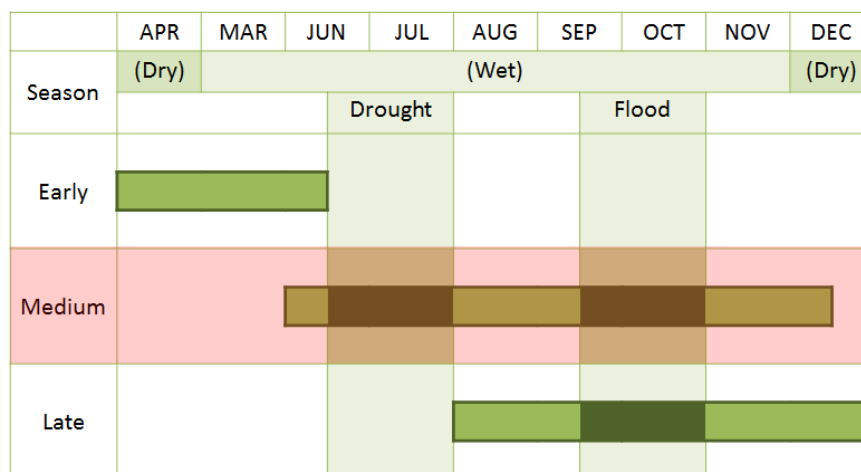 APR MAR JUN JUL AUG SEP OCT NOV DEC
Season (Dry) (Wet) (Dry)
Drought Flood
Early
Medium
Late